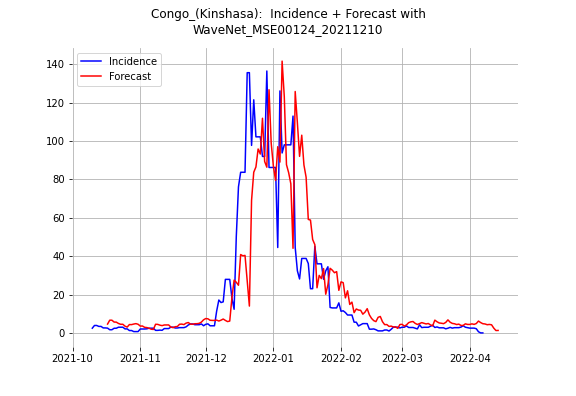 Congo_(Kinshasa):  Incidence + Forecast with
WaveNet_MSE00124_20211210
Incidence
Forecast
140
120
100
80
60
40
20
0
2021-10 2021-11 2021-12 2022-01 2022-02 2022-03 2022-04